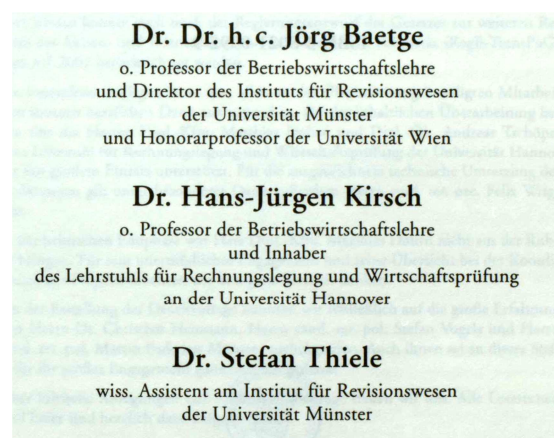 Dr. Dr. h. c. Jörg Baetge
o. Professor der Betriebswirtschaftslehre
und Direktor des Instituts für Revisionswesen
der Universität Münster
und Honorarprofessor der Universität Wien
Dr. Hans-Jürgen Kirsch
o. Professor der Betriebswirtschaftslehre
und Inhaber
des Lehrstuhls für Rechnungslegung und Wirtschaftsprüfung
an der Universität Hannover
Dr. Stefan Thiele
wiss. Assistent am Institut für Revisionswesen
der Universität Münster